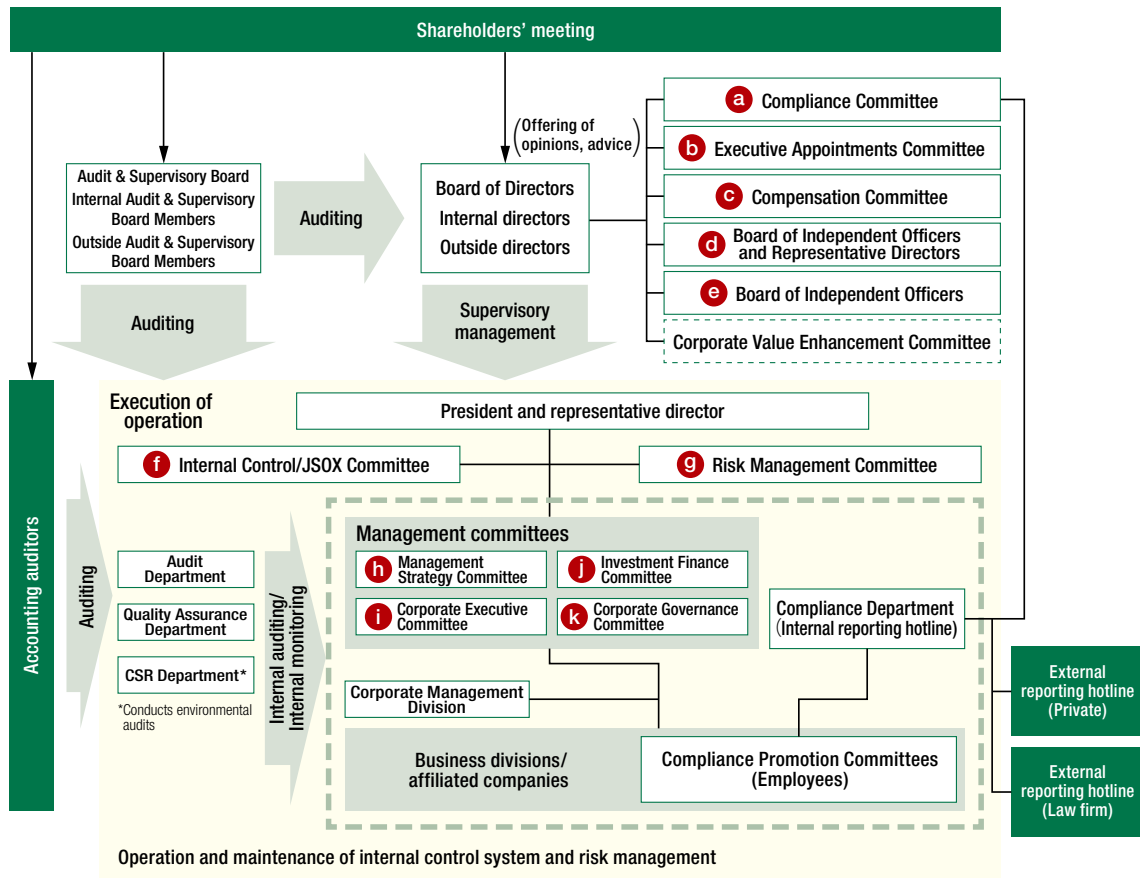 Shareholders' meeting
(Offering of
opinions, advice)
a Compliance Committee
b Executive Appointments Committee
c Compensation Committee
d Board of Independent Officers
and Representative Directors
e Board of Independent Officers
Corporate Value Enhancement Committee
Audit & Supervisory Board
Internal Audit & Supervisory
Board Members
Outside Audit & Supervisory
Board Members
Auditing
Board of Directors
Internal directors
Outside directors
Auditing
Supervisory
management
Accounting auditors
Auditing
Execution of
operation
President and representative director
f Internal Control/JSOX Committee
g Risk Management Committee
Audit
Department
Quality Assurance
Department
CSR Department*
*Conducts environmental
audits
Internal auditing/
Internal monitoring
Management committees
h Management
Strategy Committee
j Investment Finance
Committee
i Corporate Executive
Committee
k Corporate Governance
Committee
Compliance Department
(Internal reporting hotline)
Corporate Management
Division
Business divisions/
affiliated companies
Compliance Promotion Committees
(Employees)
External
reporting hotline
(Private)
External
reporting hotline
(Law firm)
Operation and maintenance of internal control system and risk management